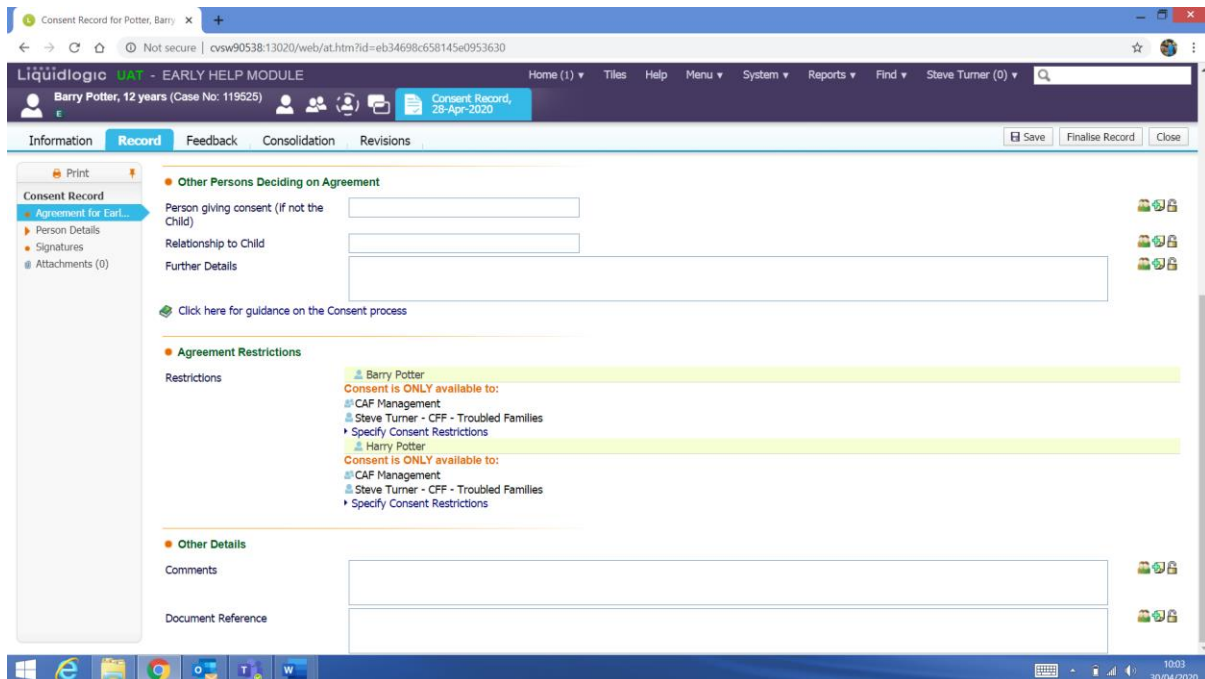 Consent Record for Potter, Barry
Not secure | cvsw90538:13020/web/at.htm?id=eb34698c658145e0953630
Liquidlogic UAT - EARLY HELP MODULE Home (1) Tiles Help Menu System Reports Find Steve Turner (0)
Barry Potter, 12 years (Case No: 119525) Consent Record,
E 28-Apr-2020
Information Record Feedback Consolidation Revisions Save Finalise Record Close
Print
Consent Record
Agreement for Earl...
Person Details
Signatures
Attachments (0)
Other Persons Deciding on Agreement
Person giving consent (if not the
Child)
Relationship to Child
Further Details
Click here for guidance on the Consent process
Agreement Restrictions
Restrictions
Barry Potter
Consent is ONLY available to:
CAF Management
Steve Turner - CFF - Troubled Families
Specify Consent Restrictions
Harry Potter
Consent is ONLY available to:
CAF Management
Steve Turner - CFF - Troubled Families
Specify Consent Restrictions
Other Details
Comments
Document Reference
10:03
30/04/2020